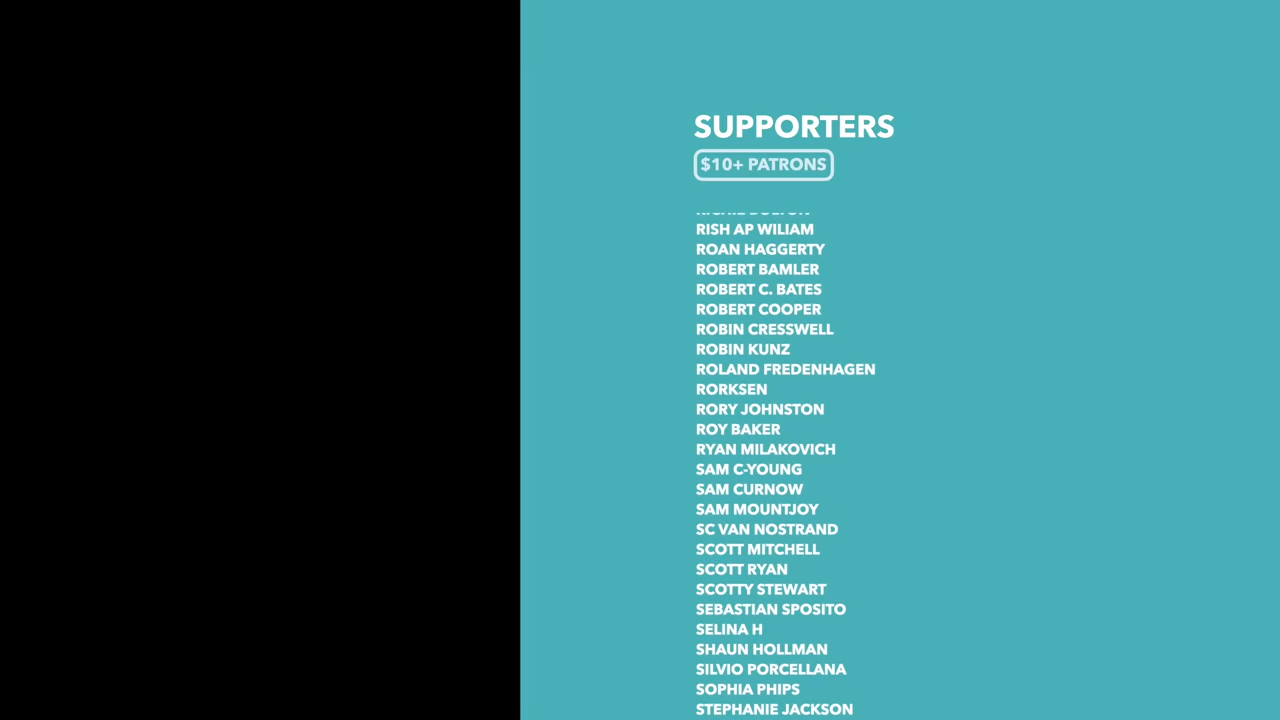 SUPPORTERS
$10+ PATRONS
RISH AP WILIAM
ROAN HAGGERTY
ROBERT BAMLER
ROBERT C. BATES
ROBERT COOPER
ROBIN CRESSWELL
ROBIN KUNZ
ROLAND FREDENHAGEN
RORKSEN
RORY JOHNSTON
ROY BAKER
RYAN MILAKOVICH
SAM C-YOUNG
SAM CURNOW
SAM MOUNTJOY
SC VAN NOSTRAND
SCOTT MITCHELL
SCOTT RYAN
SCOTTY STEWART
SEBASTIAN SPOSITO
SELINA H
SHAUN HOLLMAN
SILVIO PORCELLANA
SOPHIA PHIPS
STEPHANIE JACKSON